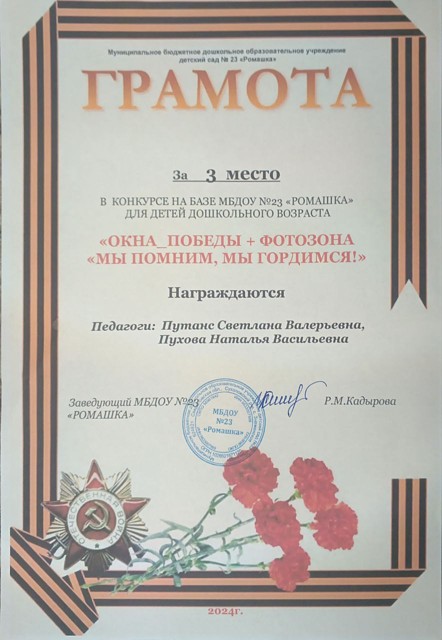 Муниципальное бюджетное дошкольное образовательное учреждение
детский сад № 23 «Ромашка»
ГРАМОТА
За 3 место
В КОНКУРСЕ НА БАЗЕ МБДОУ №23 «РОМАШКА»
ДЛЯ ДЕТЕЙ ДОШКОЛЬНОГО ВОЗРАСТА
«ОКНА_ПОБЕДЫ + ФОТОЗОНА
«МЫ ПОМНИМ, МЫ ГОРДИМСЯ!»
Награждаются
Педагоги: Путанс Светлана Валерьевна,
Пухова Наталья Васильевна
Заведующий МБДОУ №23
«РОМАШКА»
Р.М.Кадырова
МБДОУ
№23
«Ромашка»
ОТЕЧЕСТВЕННАЯ ВОЙНА
2024г.